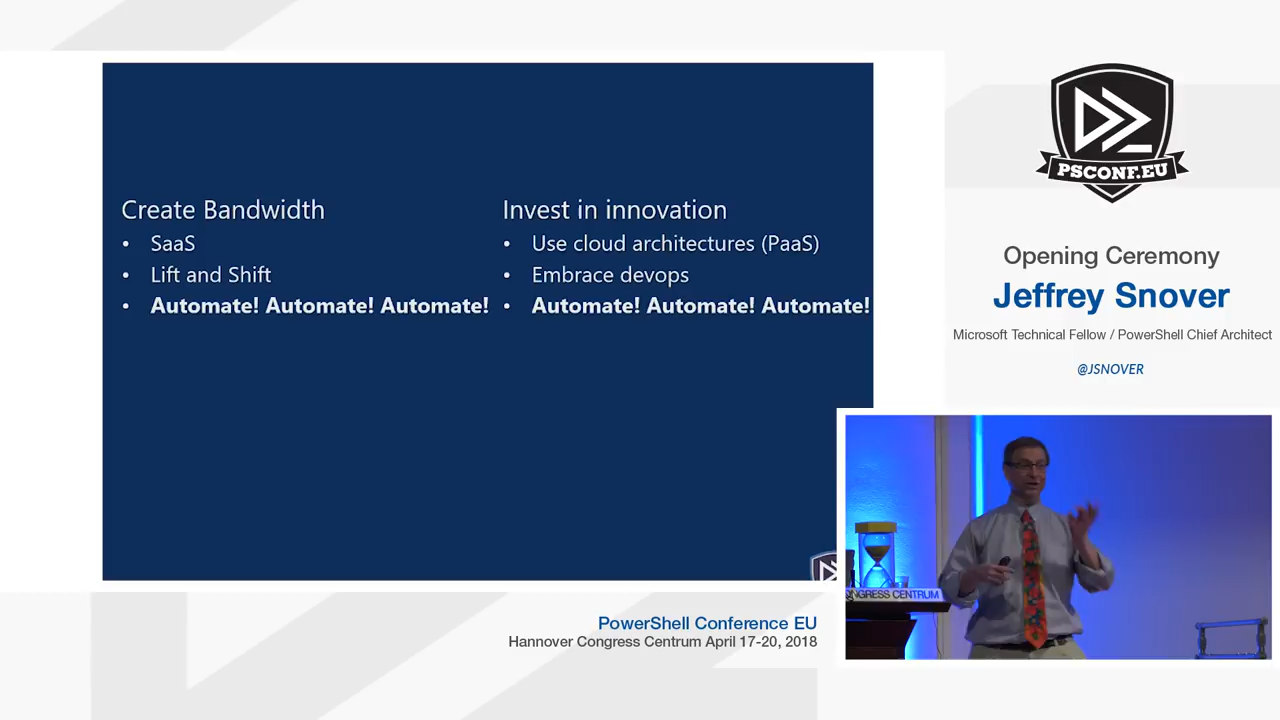 Create Bandwidth
• SaaS
• Lift and Shift
• Automate! Automate! Automate!
Invest in innovation
• Use cloud architectures (PaaS)
• Embrace devops
• Automate! Automate! Automate!
PSCONF.EU
Opening Ceremony
Jeffrey Snover
Microsoft Technical Fellow / PowerShell Chief Architect
@JSNOVER
CONGRESS CENTRUM
PowerShell Conference EU
Hannover Congress Centrum April 17-20, 2018